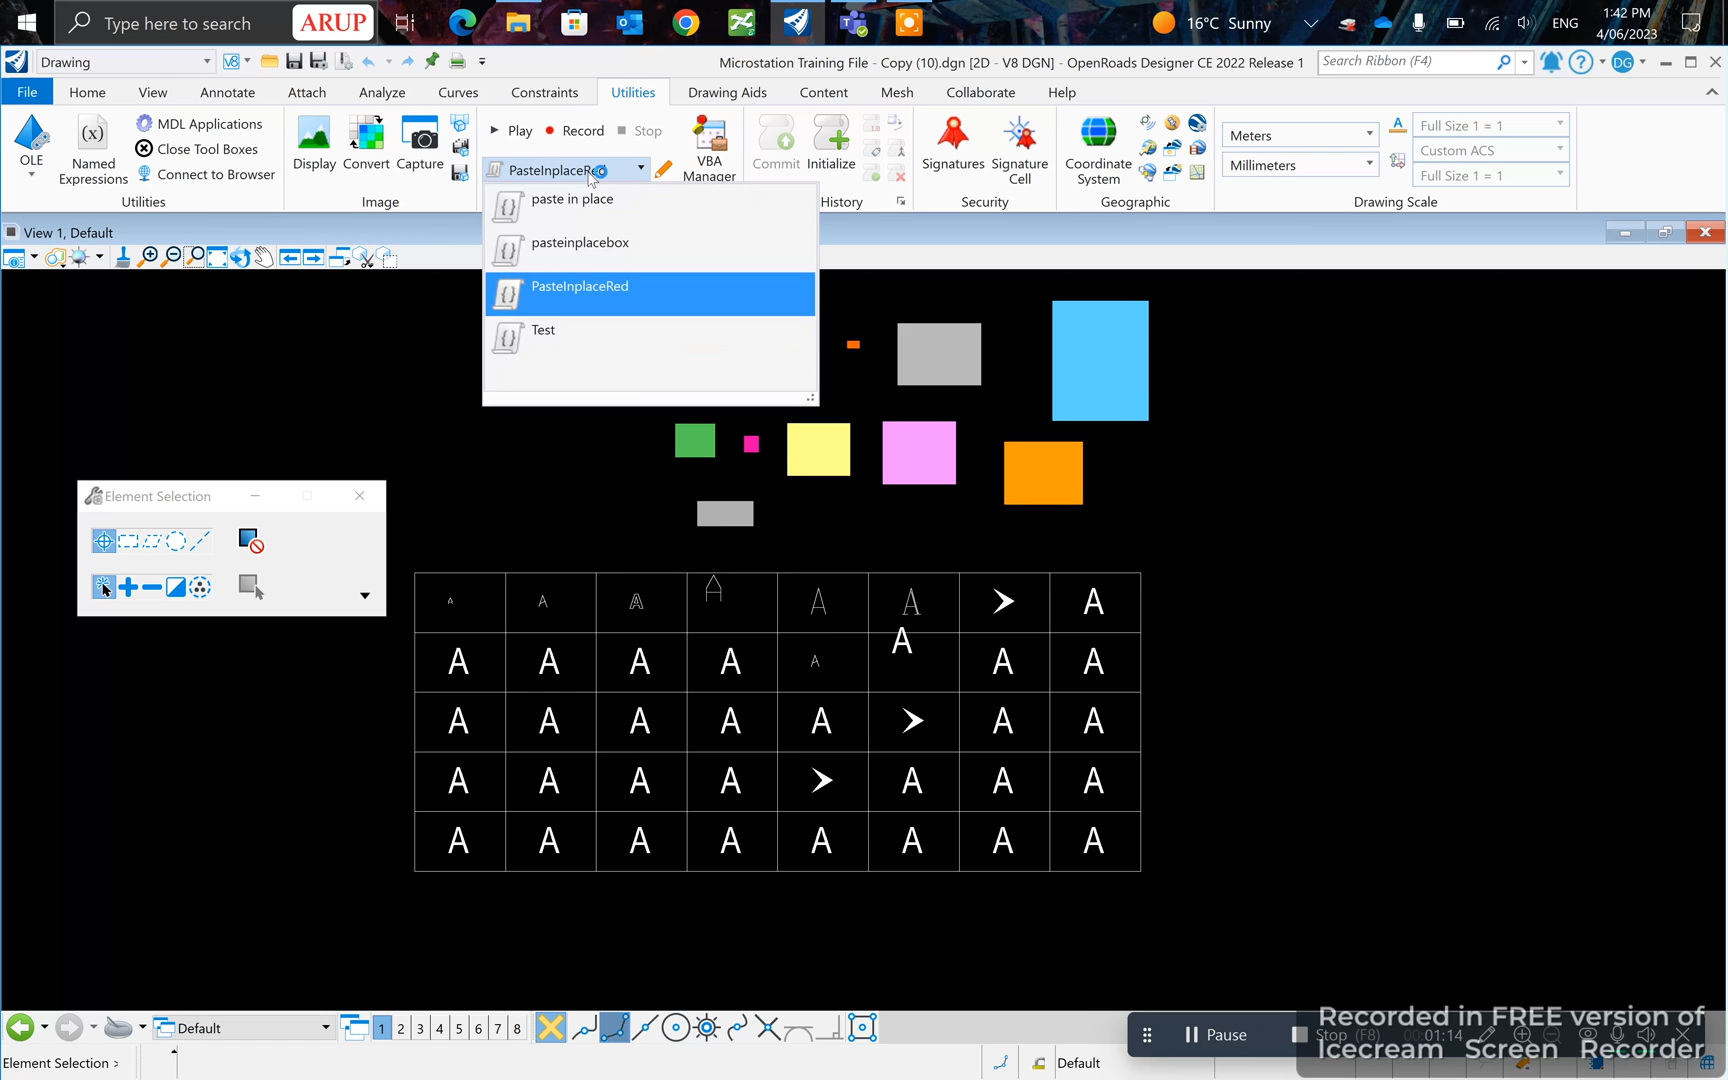 Type here to search
ARUP
16°C Sunny
ENG
1:42 PM
4/06/2023
Drawing
V8
Microstation Training File - Copy (10).dgn [2D - V8 DGN] - OpenRoads Designer CE 2022 Release 1
Search Ribbon (F4)
DG
File
Home
View
Annotate
Attach
Analyze
Curves
Constraints
Utilities
Drawing Aids
Content
Mesh
Collaborate
Help
OLE
(x)
Named
Expressions
MDL Applications
Close Tool Boxes
Connect to Browser
Utilities
Display
Convert
Capture
Image
Play
Record
Stop
VBA
Manager
Commit
Initialize
History
Signatures
Signature
Cell
Security
Coordinate
System
Geographic
Meters
Millimeters
Full Size 1 = 1
Custom ACS
Full Size 1 = 1
Drawing Scale
paste in place
pasteinplacebox
PasteInplaceRed
Test
View 1, Default
Element Selection
A A A A A A A
A A A A A A A A
A A A A A A A
A A A A A A A
A A A A A A A A
Default
1 2 3 4 5 6 7 8
Element Selection >
Default
Pause
Stop (F8)
00:01:14
Recorded in FREE version of
Icecream Screen Recorder